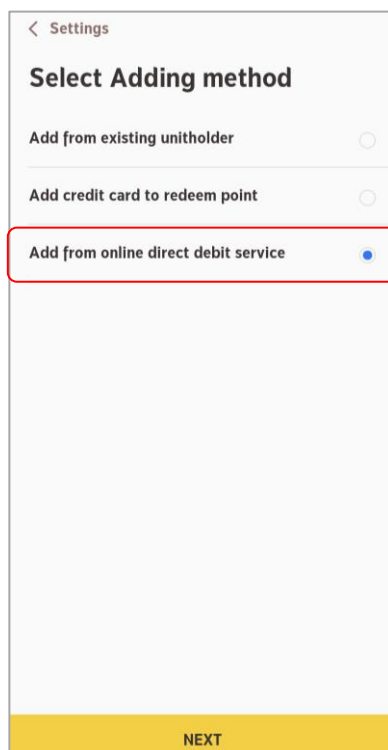 Settings
Select Adding method
Add from existing unitholder
Add credit card to redeem point
Add from online direct debit service
NEXT